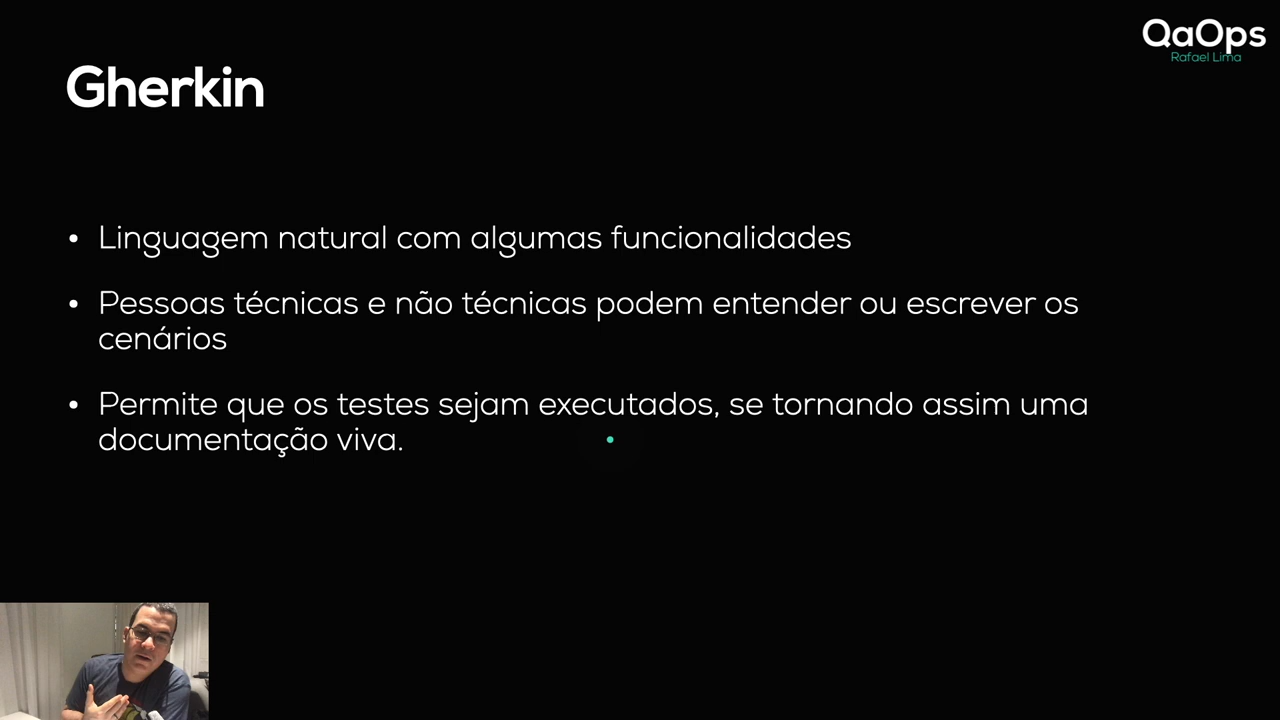 QaOps
Rafael Lima
Gherkin
• Linguagem natural com algumas funcionalidades
• Pessoas técnicas e não técnicas podem entender ou escrever os
cenários
• Permite que os testes sejam executados, se tornando assim uma
documentação viva.